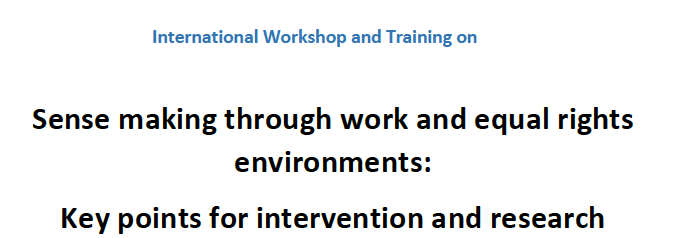 International Workshop and Training on
Sense making through work and equal rights
environments:
Key points for intervention and research